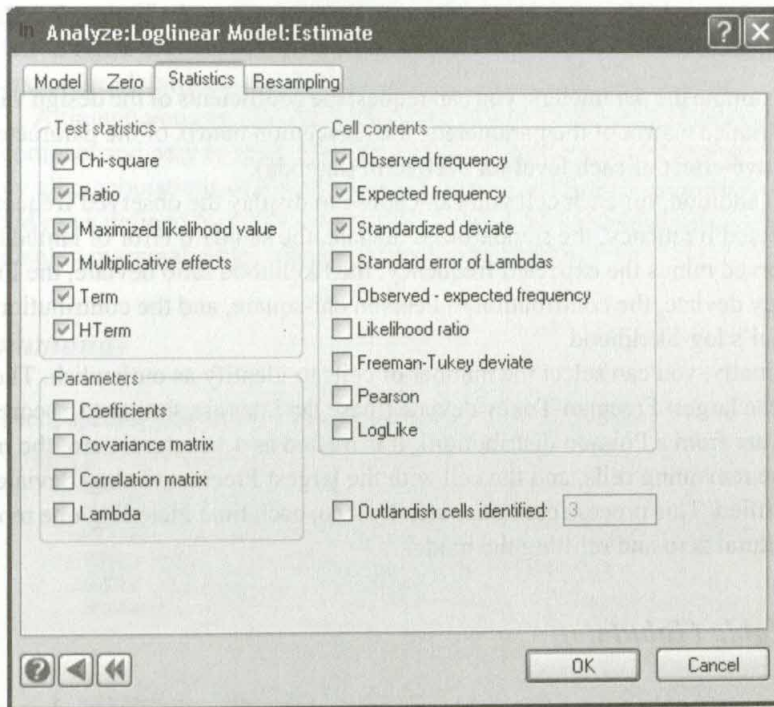 Analyze:Loglinear Model:Estimate
Model Zero Statistics Resampling
Test statistics
Chi-square
Ratio
Maximized likelihood value
Multiplicative effects
Term
HTerm
Parameters
Coefficients
Covariance matrix
Correlation matrix
Lambda
Cell contents
Observed frequency
Expected frequency
Standardized deviate
Standard error of Lambdas
Observed - expected frequency
Likelihood ratio
Freeman-Tukey deviate
Pearson
LogLike
Outlandish cells identified: 3
OK Cancel